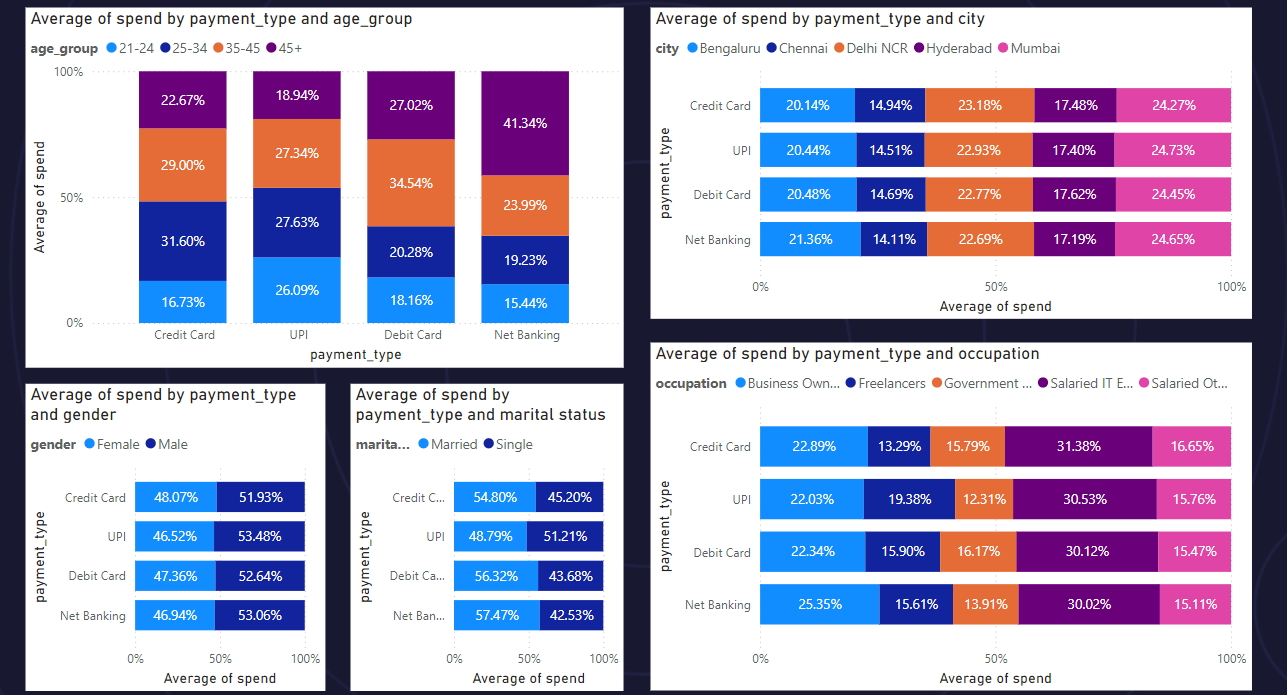 Average of spend by payment_type and age_group
age_group 21-24 25-34 35-45 45+
100%
50%
0%
Average of spend
22.67% 18.94% 27.02% 41.34%
29.00% 27.34% 34.54% 23.99%
31.60% 27.63% 20.28% 19.23%
16.73% 26.09% 18.16% 15.44%
Credit Card UPI Debit Card Net Banking
payment_type
Average of spend by payment_type and city
city Bengaluru Chennai Delhi NCR Hyderabad Mumbai
payment_type
Credit Card 20.14% 14.94% 23.18% 17.48% 24.27%
UPI 20.44% 14.51% 22.93% 17.40% 24.73%
Debit Card 20.48% 14.69% 22.77% 17.62% 24.45%
Net Banking 21.36% 14.11% 22.69% 17.19% 24.65%
0% 50% 100%
Average of spend
Average of spend by payment_type
and gender
gender Female Male
payment_type
Credit Card 48.07% 51.93%
UPI 46.52% 53.48%
Debit Card 47.36% 52.64%
Net Banking 46.94% 53.06%
0% 50% 100%
Average of spend
Average of spend by
payment_type and marital status
marita... Married Single
payment_type
Credit C... 54.80% 45.20%
UPI 48.79% 51.21%
Debit Ca... 56.32% 43.68%
Net Ban... 57.47% 42.53%
0% 50% 100%
Average of spend
Average of spend by payment_type and occupation
occupation Business Own... Freelancers Government ... Salaried IT E... Salaried Ot...
payment_type
Credit Card 22.89% 13.29% 15.79% 31.38% 16.65%
UPI 22.03% 19.38% 12.31% 30.53% 15.76%
Debit Card 22.34% 15.90% 16.17% 30.12% 15.47%
Net Banking 25.35% 15.61% 13.91% 30.02% 15.11%
0% 50% 100%
Average of spend